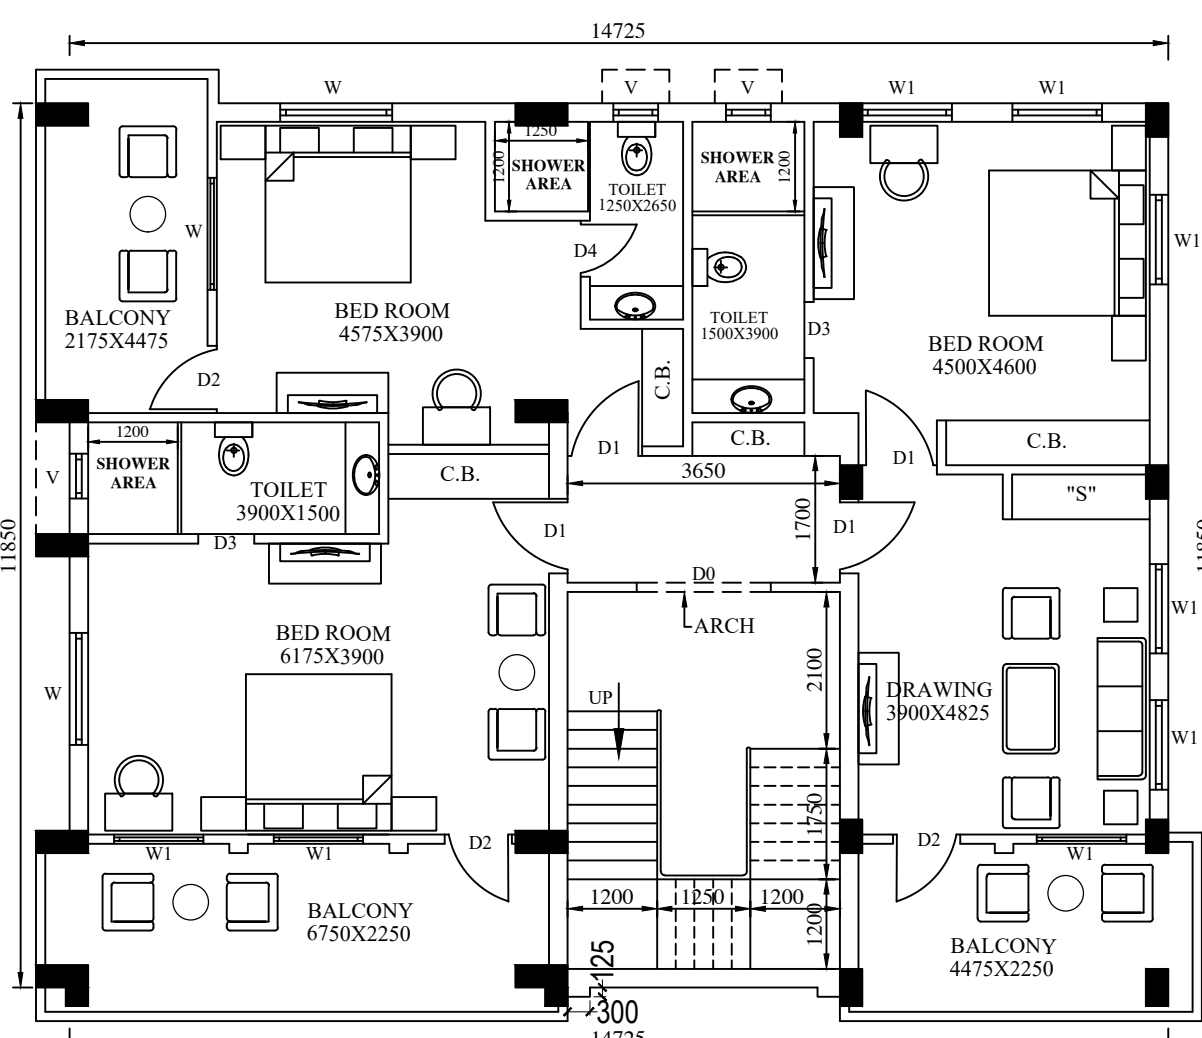 14725
W
V
V
W1
W1
1250
1200
SHOWER
AREA
TOILET
1250X2650
SHOWER
AREA
1200
W
D4
W1
BALCONY
2175X4475
BED ROOM
4575X3900
TOILET
1500X3900
D3
BED ROOM
4500X4600
D2
C.B.
1200
SHOWER
AREA
V
TOILET
3900X1500
C.B.
D1
C.B.
D1
C.B.
3650
"S"
11850
D3
D1
1700
D1
11850
D0
ARCH
W1
BED ROOM
6175X3900
2100
W
UP
DRAWING
3900X4825
W1
1750
W1
W1
D2
D2
W1
1200
1250
1200
1200
BALCONY
6750X2250
BALCONY
4475X2250
125
300
14725